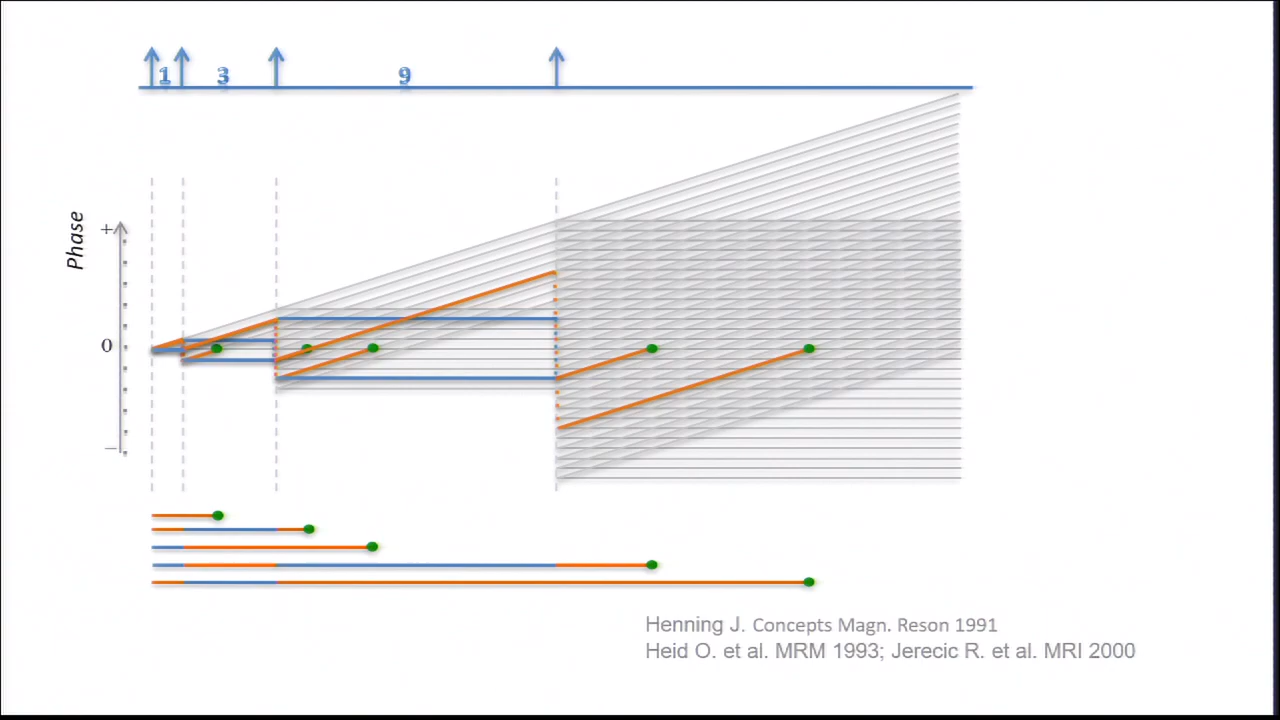 1 3 9
Phase
+
0
–
Henning J. Concepts Magn. Reson 1991
Heid O. et al. MRM 1993; Jerecic R. et al. MRI 2000